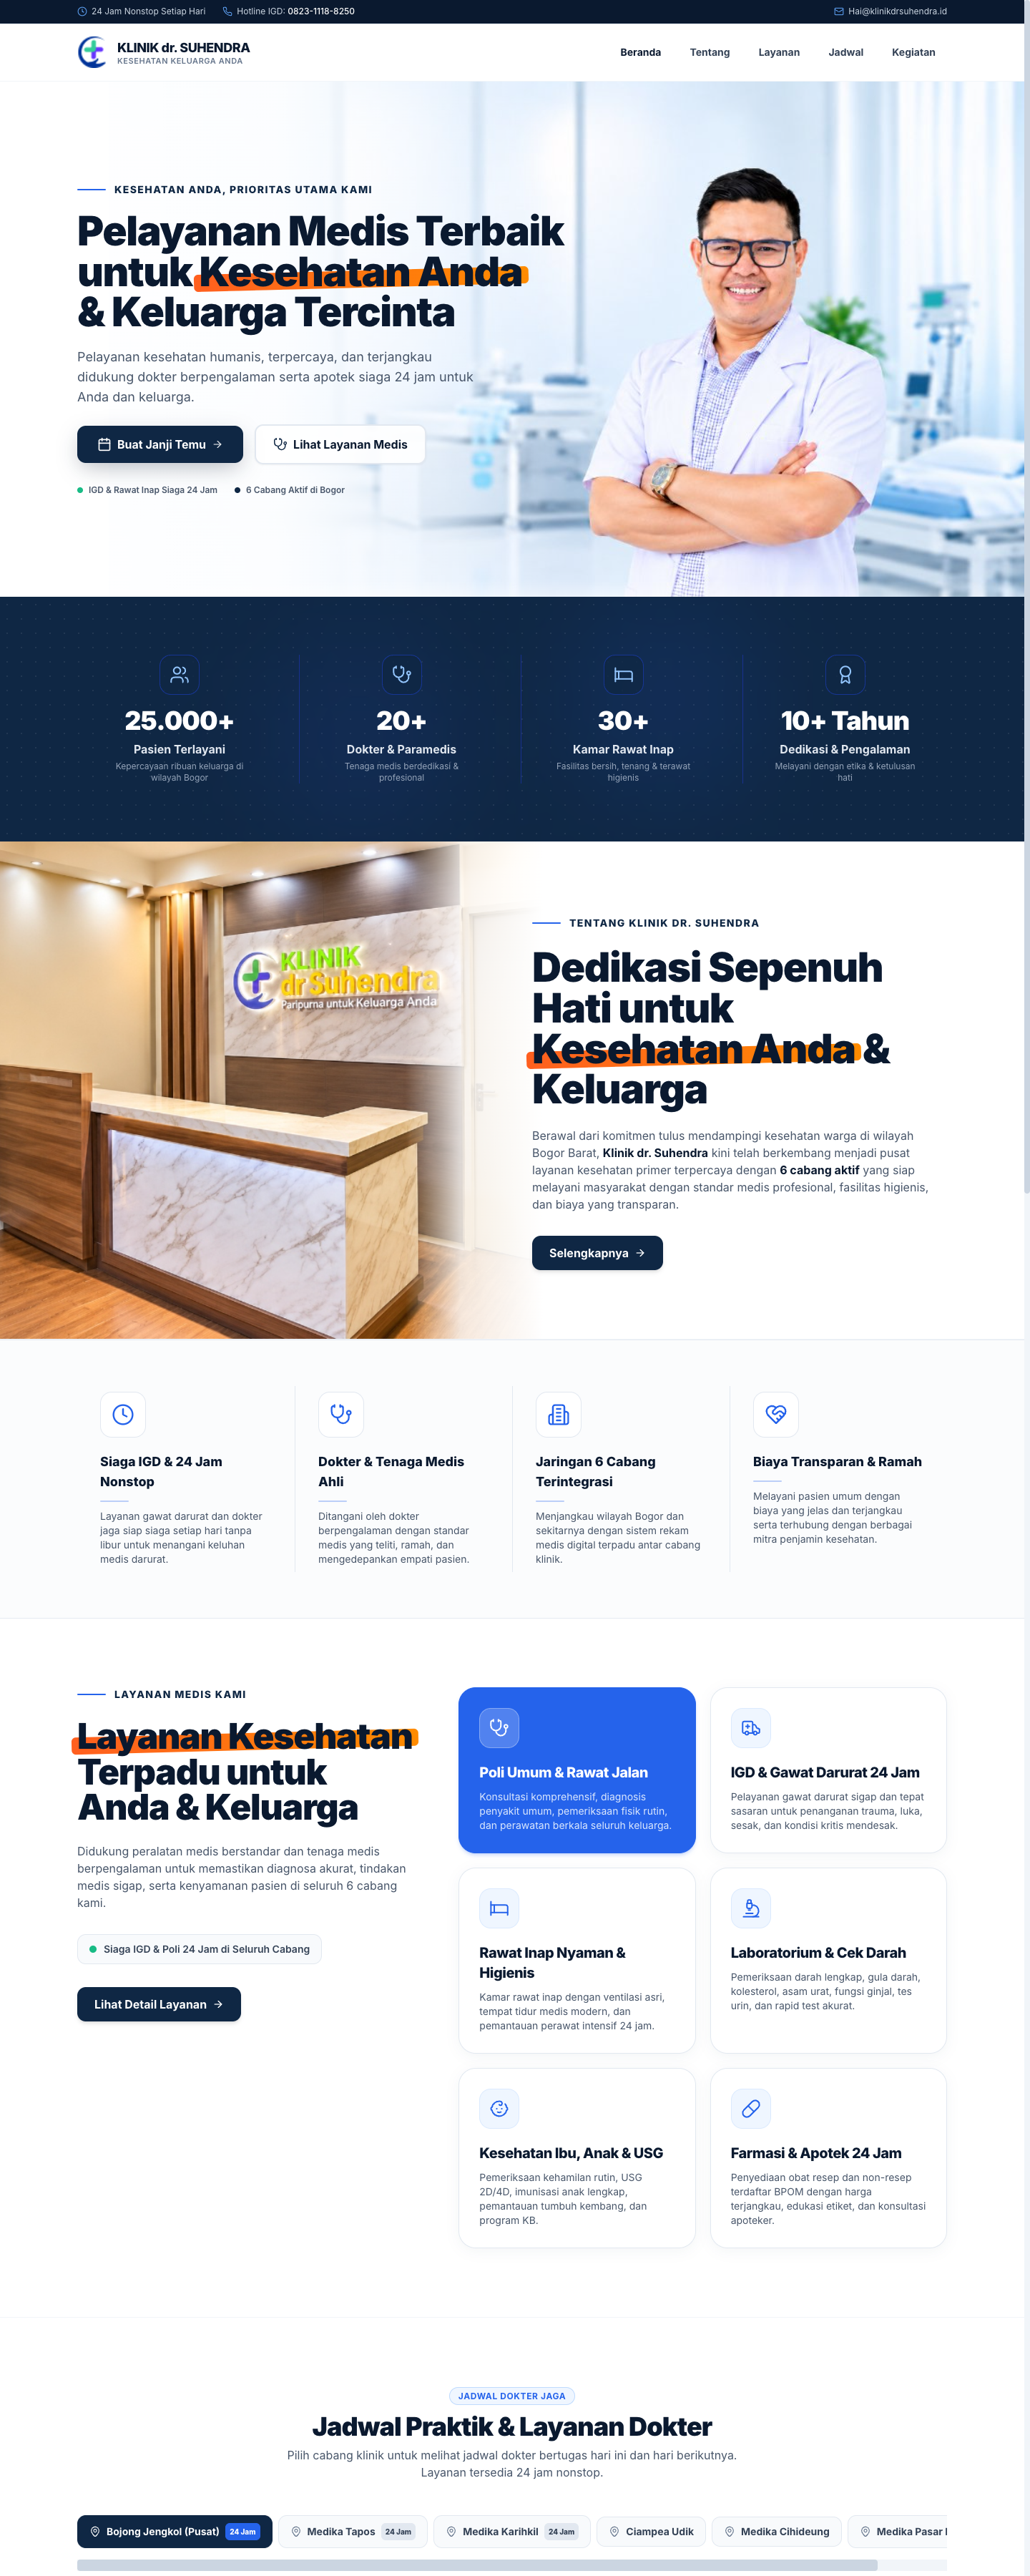 24 Jam Nonstop Setiap Hari
Hotline IGD: 0823-1118-8250
Hai@klinikdrsuhendra.id
KLINIK dr. SUHENDRA
KESEHATAN KELUARGA ANDA
Beranda
Tentang
Layanan
Jadwal
Kegiatan
KESEHATAN ANDA, PRIORITAS UTAMA KAMI
Pelayanan Medis Terbaik
untuk Kesehatan Anda
& Keluarga Tercinta
Pelayanan kesehatan humanis, terpercaya, dan terjangkau
didukung dokter berpengalaman serta apotek siaga 24 jam untuk
Anda dan keluarga.
Buat Janji Temu
Lihat Layanan Medis
IGD & Rawat Inap Siaga 24 Jam
6 Cabang Aktif di Bogor
25.000+
Pasien Terlayani
Kepercayaan ribuan keluarga di
wilayah Bogor
20+
Dokter & Paramedis
Tenaga medis berdedikasi &
profesional
30+
Kamar Rawat Inap
Fasilitas bersih, tenang & terawat
higienis
10+ Tahun
Dedikasi & Pengalaman
Melayani dengan etika & ketulusan
hati
KLINIK
dr Suhendra
Paripurna untuk Keluarga Anda
TENTANG KLINIK DR. SUHENDRA
Dedikasi Sepenuh
Hati untuk
Kesehatan Anda &
Keluarga
Berawal dari komitmen tulus mendampingi kesehatan warga di wilayah
Bogor Barat, Klinik dr. Suhendra kini telah berkembang menjadi pusat
layanan kesehatan primer terpercaya dengan 6 cabang aktif yang siap
melayani masyarakat dengan standar medis profesional, fasilitas higienis,
dan biaya yang transparan.
Selengkapnya
Siaga IGD & 24 Jam
Nonstop
Layanan gawat darurat dan dokter
jaga siap siaga setiap hari tanpa
libur untuk menangani keluhan
medis darurat.
Dokter & Tenaga Medis
Ahli
Ditangani oleh dokter
berpengalaman dengan standar
medis yang teliti, ramah, dan
mengedepankan empati pasien.
Jaringan 6 Cabang
Terintegrasi
Menjangkau wilayah Bogor dan
sekitarnya dengan sistem rekam
medis digital terpadu antar cabang
klinik.
Biaya Transparan & Ramah
Melayani pasien umum dengan
biaya yang jelas dan terjangkau
serta terhubung dengan berbagai
mitra penjamin kesehatan.
LAYANAN MEDIS KAMI
Layanan Kesehatan
Terpadu untuk
Anda & Keluarga
Didukung peralatan medis berstandar dan tenaga medis
berpengalaman untuk memastikan diagnosa akurat, tindakan
medis sigap, serta kenyamanan pasien di seluruh 6 cabang
kami.
Siaga IGD & Poli 24 Jam di Seluruh Cabang
Lihat Detail Layanan
Poli Umum & Rawat Jalan
Konsultasi komprehensif, diagnosis
penyakit umum, pemeriksaan fisik rutin,
dan perawatan berkala seluruh keluarga.
IGD & Gawat Darurat 24 Jam
Pelayanan gawat darurat sigap dan tepat
sasaran untuk penanganan trauma, luka,
sesak, dan kondisi kritis mendesak.
Rawat Inap Nyaman &
Higienis
Kamar rawat inap dengan ventilasi asri,
tempat tidur medis modern, dan
pemantauan perawat intensif 24 jam.
Laboratorium & Cek Darah
Pemeriksaan darah lengkap, gula darah,
kolesterol, asam urat, fungsi ginjal, tes
urin, dan rapid test akurat.
Kesehatan Ibu, Anak & USG
Pemeriksaan kehamilan rutin, USG
2D/4D, imunisasi anak lengkap,
pemantauan tumbuh kembang, dan
program KB.
Farmasi & Apotek 24 Jam
Penyediaan obat resep dan non-resep
terdaftar BPOM dengan harga
terjangkau, edukasi etiket, dan konsultasi
apoteker.
JADWAL DOKTER JAGA
Jadwal Praktik & Layanan Dokter
Pilih cabang klinik untuk melihat jadwal dokter bertugas hari ini dan hari berikutnya.
Layanan tersedia 24 jam nonstop.
Bojong Jengkol (Pusat) 24 Jam
Medika Tapos 24 Jam
Medika Karihkil 24 Jam
Ciampea Udik
Medika Cihideung
Medika Pasar